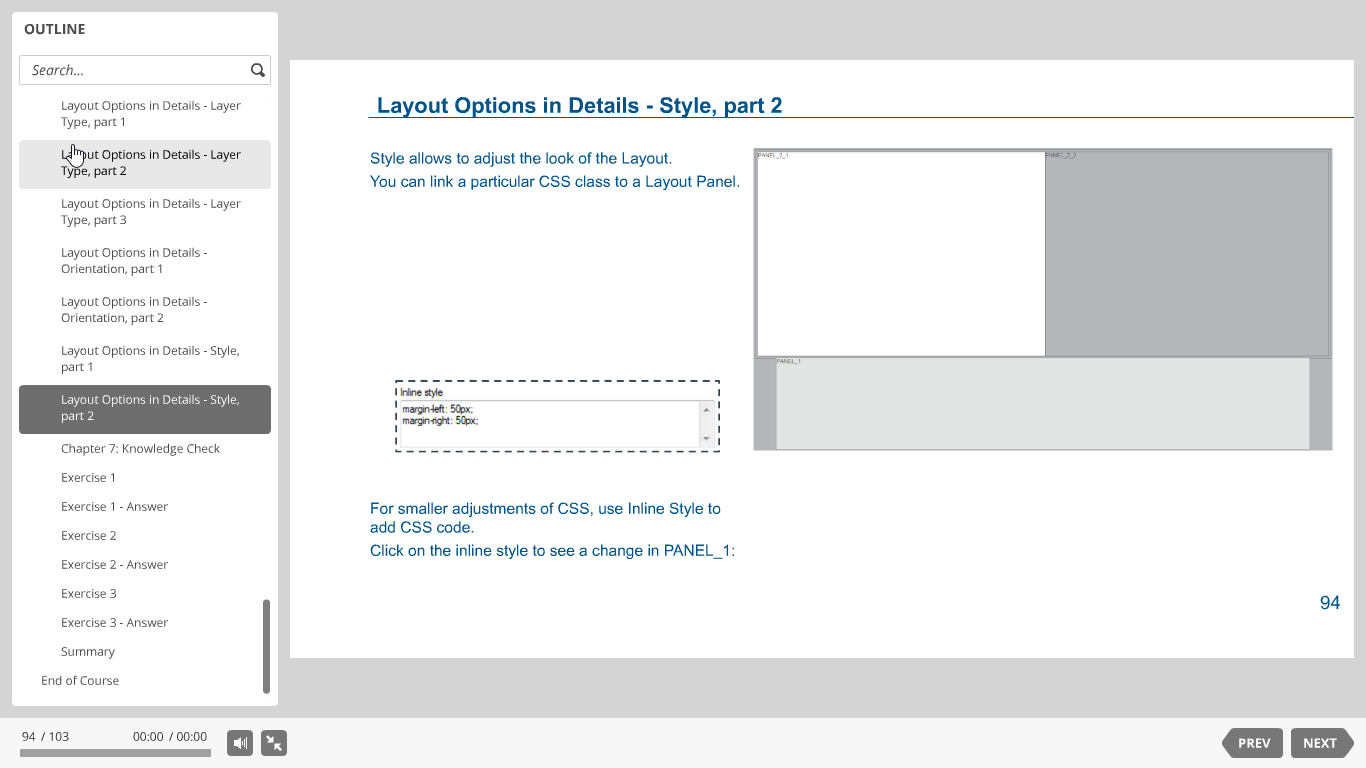 OUTLINE
Search...
Layout Options in Details - Layer
Type, part 1
Layout Options in Details - Layer
Type, part 2
Layout Options in Details - Layer
Type, part 3
Layout Options in Details -
Orientation, part 1
Layout Options in Details -
Orientation, part 2
Layout Options in Details - Style,
part 1
Layout Options in Details - Style,
part 2
Chapter 7: Knowledge Check
Exercise 1
Exercise 1 - Answer
Exercise 2
Exercise 2 - Answer
Exercise 3
Exercise 3 - Answer
Summary
End of Course
Layout Options in Details - Style, part 2
Style allows to adjust the look of the Layout.
You can link a particular CSS class to a Layout Panel.
Inline style
margin-left: 50px;
margin-right: 50px;
For smaller adjustments of CSS, use Inline Style to
add CSS code.
Click on the inline style to see a change in PANEL_1:
PANEL_2_1
PANEL_2_2
PANEL_1
94
94 / 103
00:00 / 00:00
PREV
NEXT